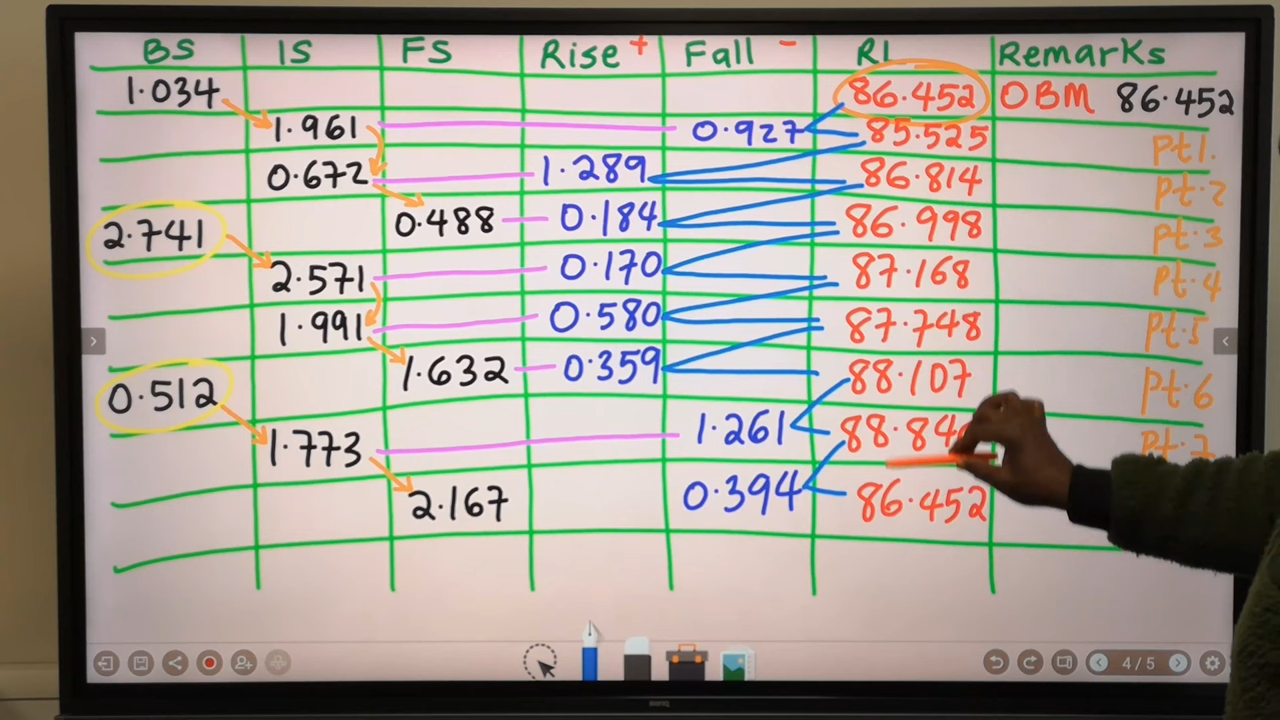 BS IS FS Rise + Fall - RL Remarks
1.034 86.452 OBM 86.452
1.961 0.927 85.525 Pt1.
0.672 1.289 86.814 Pt.2
2.741 0.488 0.184 86.998 Pt.3
2.571 0.170 87.168 Pt.4
1.991 0.580 87.748 Pt.5
0.512 1.632 0.359 88.107 Pt.6
1.773 1.261 88.84 Pt.7
2.167 0.394 86.452
4/5